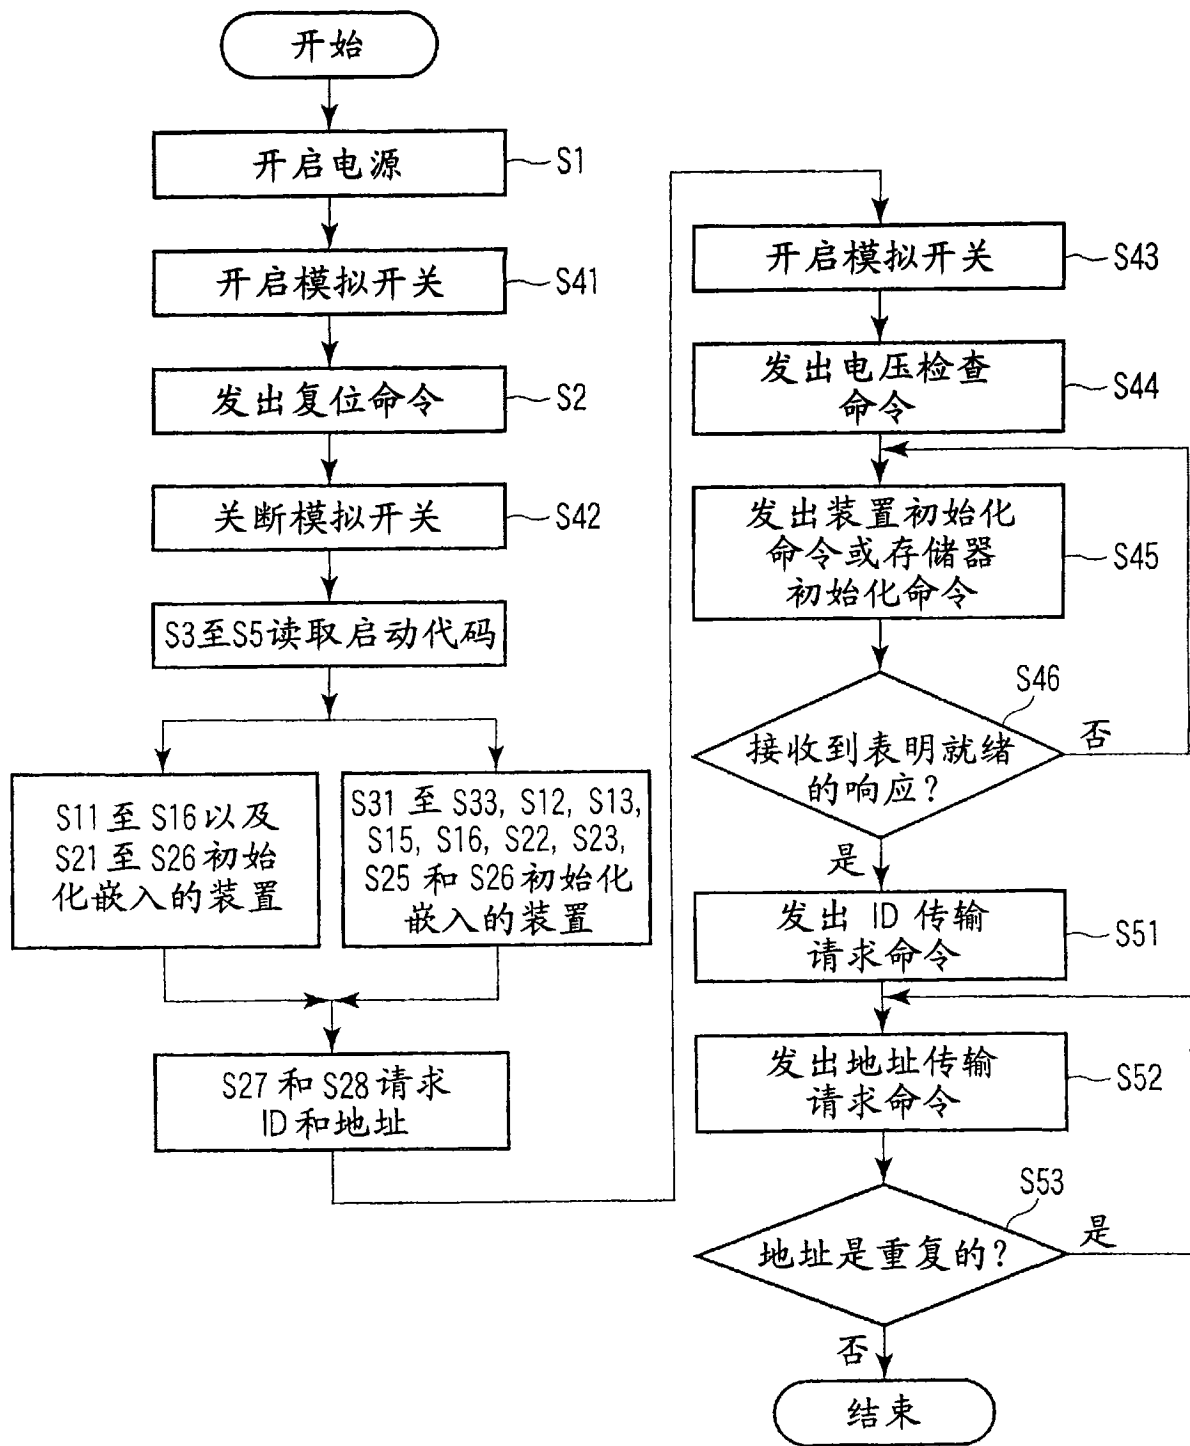 开始
开启电源
S1
开启模拟开关
S41
发出复位命令
S2
关断模拟开关
S42
S3至S5读取启动代码
S11至S16以及
S21至S26初始
化嵌入的装置
S31至S33, S12, S13,
S15, S16, S22, S23,
S25和S26初始化
嵌入的装置
S27和S28请求
ID和地址
开启模拟开关
S43
发出电压检查
命令
S44
发出装置初始化
命令或存储器
初始化命令
S45
S46
接收到表明就绪
的响应?
否
是
发出ID传输
请求命令
S51
发出地址传输
请求命令
S52
S53
地址是重复的?
是
否
结束